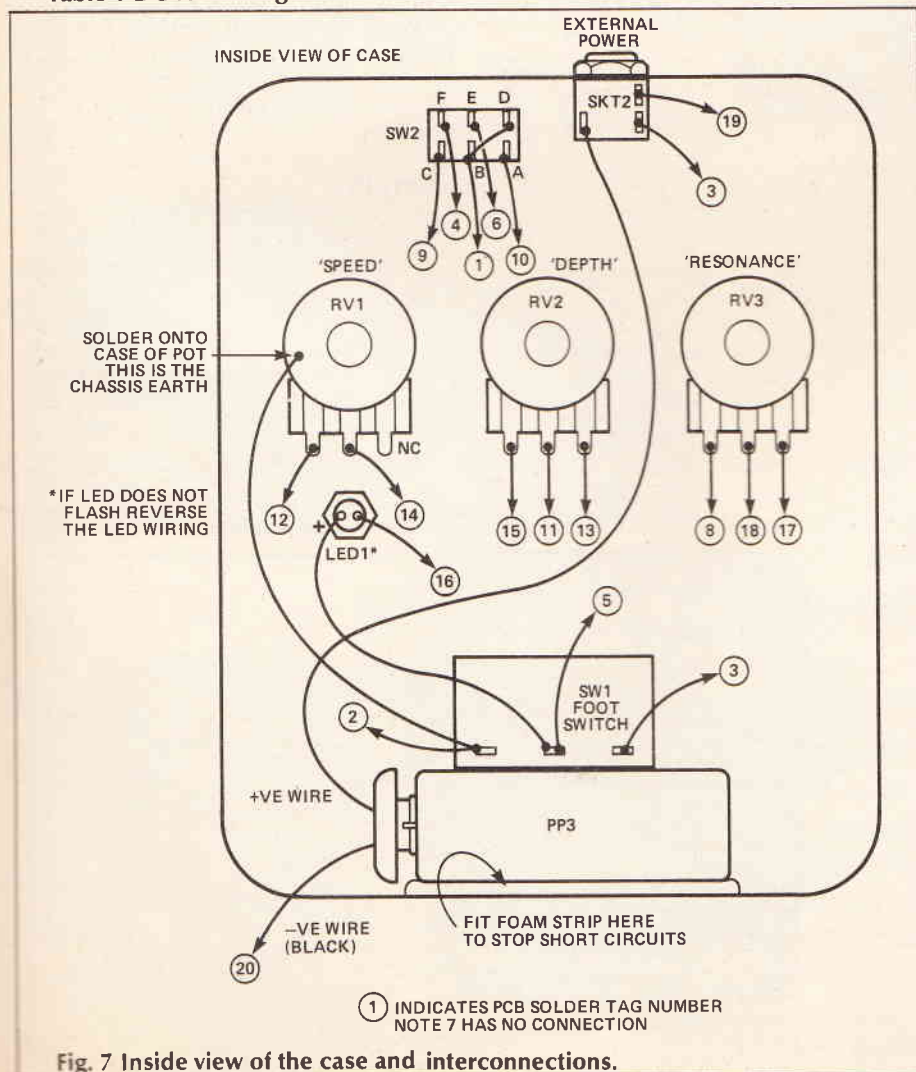 EXTERNAL
POWER
INSIDE VIEW OF CASE
F E D
SKT2
19
SW2
C B A
3
4
6
9
1
10
'SPEED'
'DEPTH'
'RESONANCE'
RV1
RV2
RV3
SOLDER ONTO
CASE OF POT
THIS IS THE
CHASSIS EARTH
NC
*IF LED DOES NOT
FLASH REVERSE
THE LED WIRING
12
14
15
11
13
8
18
17
+
LED1*
16
5
SW1
FOOT
SWITCH
3
2
+VE WIRE
PP3
–VE WIRE
(BLACK)
FIT FOAM STRIP HERE
TO STOP SHORT CIRCUITS
20
1 INDICATES PCB SOLDER TAG NUMBER
NOTE 7 HAS NO CONNECTION
Fig. 7 Inside view of the case and interconnections.